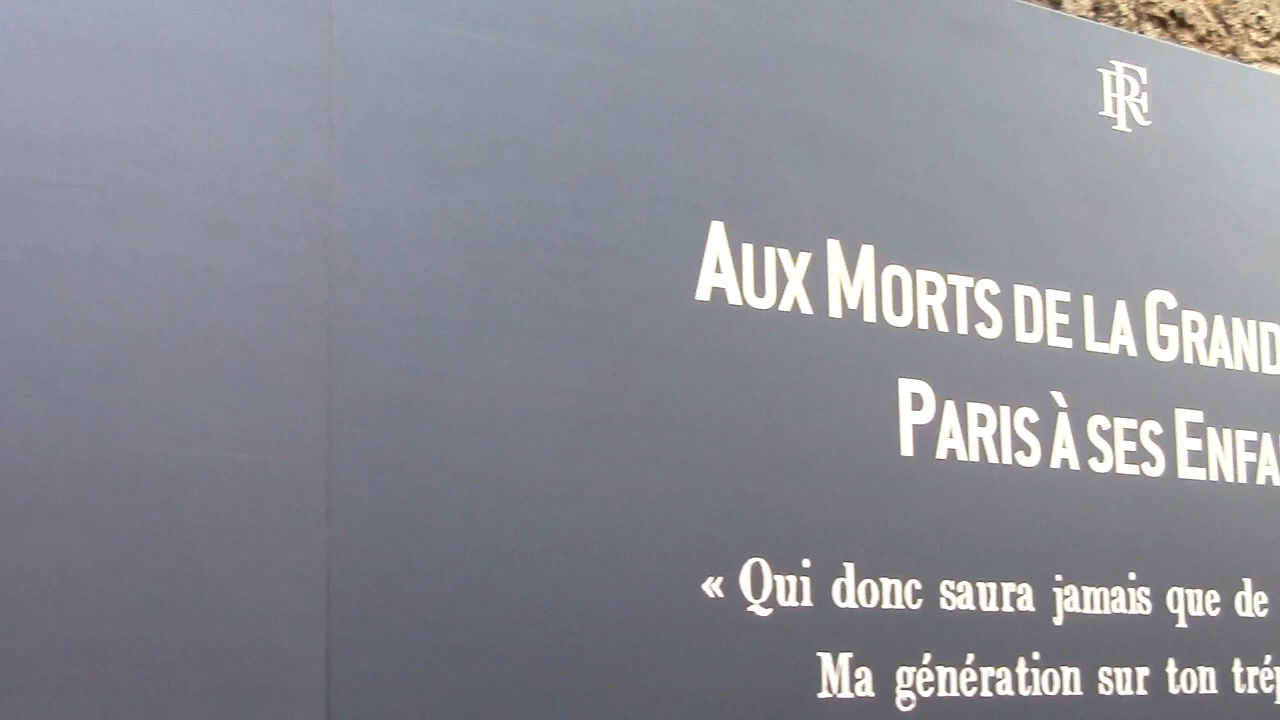 RF
AUX MORTS DE LA GRAND
PARIS À SES ENFA
« Qui donc saura jamais que de
Ma génération sur ton trép